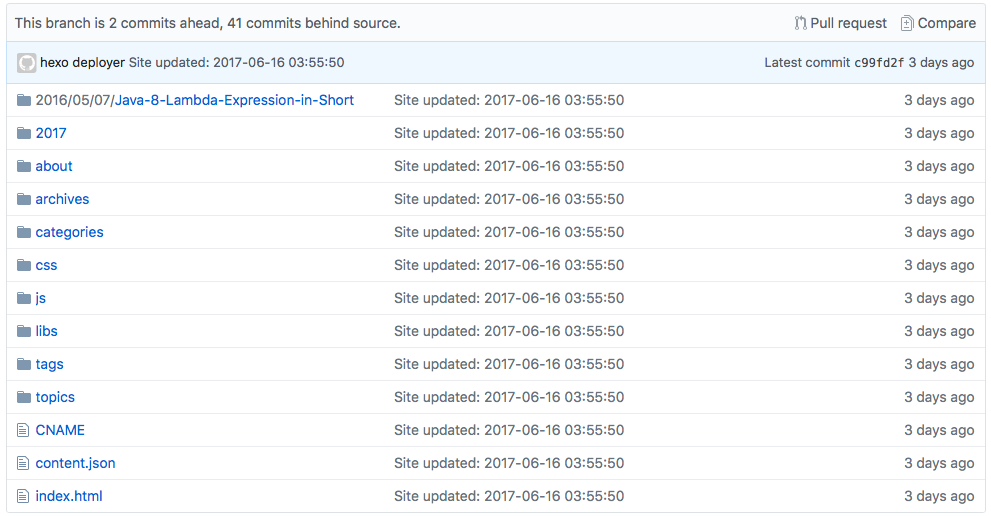 This branch is 2 commits ahead, 41 commits behind source. Pull request Compare
hexo deployer Site updated: 2017-06-16 03:55:50 Latest commit c99fd2f 3 days ago
2016/05/07/Java-8-Lambda-Expression-in-Short Site updated: 2017-06-16 03:55:50 3 days ago
2017 Site updated: 2017-06-16 03:55:50 3 days ago
about Site updated: 2017-06-16 03:55:50 3 days ago
archives Site updated: 2017-06-16 03:55:50 3 days ago
categories Site updated: 2017-06-16 03:55:50 3 days ago
css Site updated: 2017-06-16 03:55:50 3 days ago
js Site updated: 2017-06-16 03:55:50 3 days ago
libs Site updated: 2017-06-16 03:55:50 3 days ago
tags Site updated: 2017-06-16 03:55:50 3 days ago
topics Site updated: 2017-06-16 03:55:50 3 days ago
CNAME Site updated: 2017-06-16 03:55:50 3 days ago
content.json Site updated: 2017-06-16 03:55:50 3 days ago
index.html Site updated: 2017-06-16 03:55:50 3 days ago